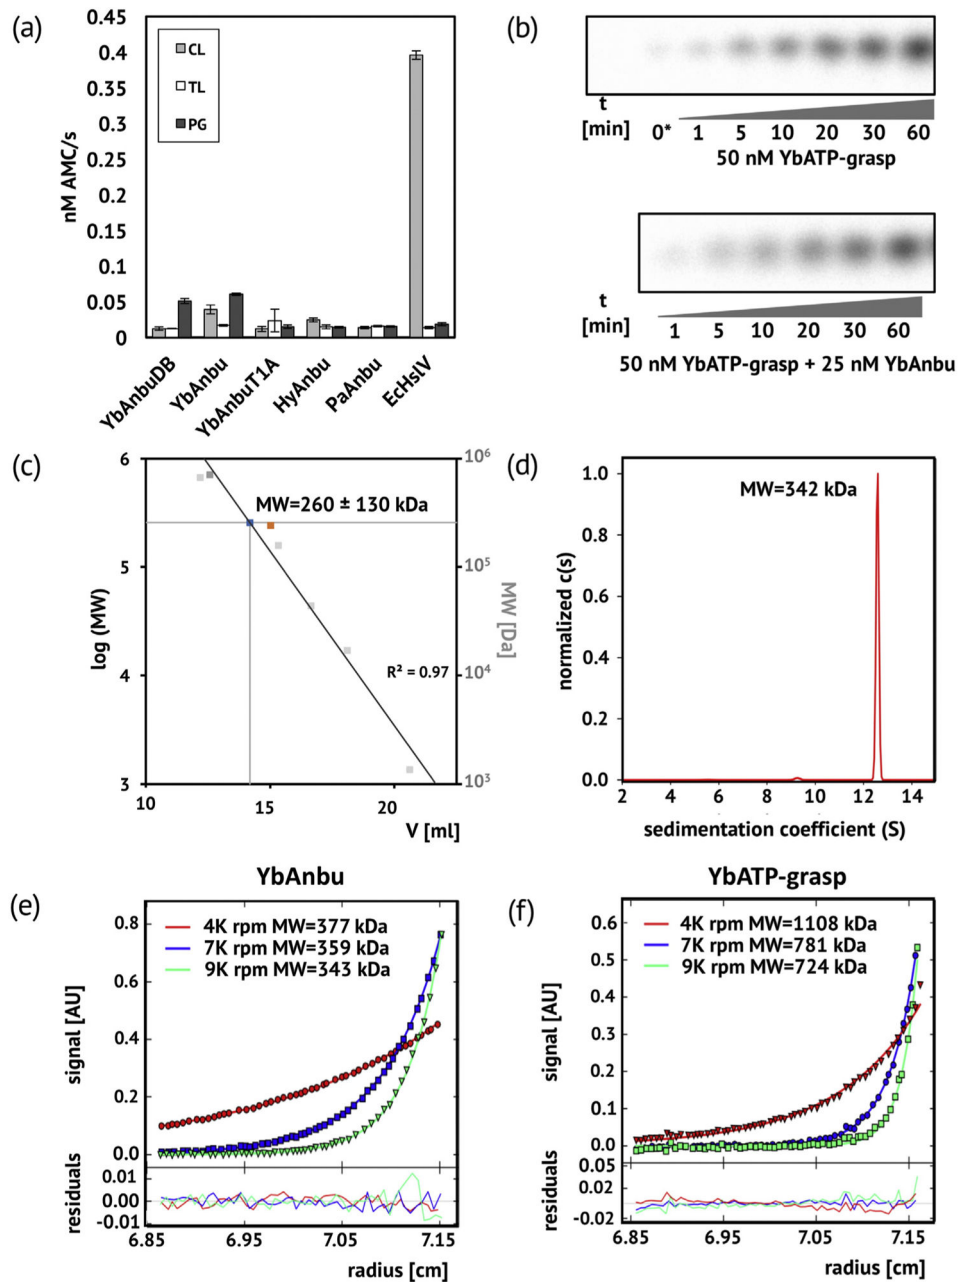 (a)
0.45
0.4
0.35
0.3
0.25
0.2
0.15
0.1
0.05
0
nM AMC/s
CL
TL
PG
YbAnbuDB
YbAnbu
YbAnbuT1A
HyAnbu
PaAnbu
EcHslV
(b)
t
[min]
0* 1 5 10 20 30 60
50 nM YbATP-grasp
t
[min]
1 5 10 20 30 60
50 nM YbATP-grasp + 25 nM YbAnbu
(c)
6
5
4
3
log (MW)
MW=260 ± 130 kDa
R² = 0.97
10⁶
10⁵
10⁴
10³
MW [Da]
10 15 20
V [ml]
(d)
1.0
0.8
0.6
0.4
0.2
0.0
normalized c(s)
MW=342 kDa
2 4 6 8 10 12 14
sedimentation coefficient (S)
(e)
YbAnbu
4K rpm MW=377 kDa
7K rpm MW=359 kDa
9K rpm MW=343 kDa
0.8
0.6
0.4
0.2
0.0
signal [AU]
0.01
0.00
-0.01
residuals
6.85 6.95 7.05 7.15
radius [cm]
(f)
YbATP-grasp
4K rpm MW=1108 kDa
7K rpm MW=781 kDa
9K rpm MW=724 kDa
0.6
0.5
0.4
0.3
0.2
0.1
0.0
signal [AU]
0.05
0.02
-0.02
residuals
6.85 6.95 7.05 7.15
radius [cm]